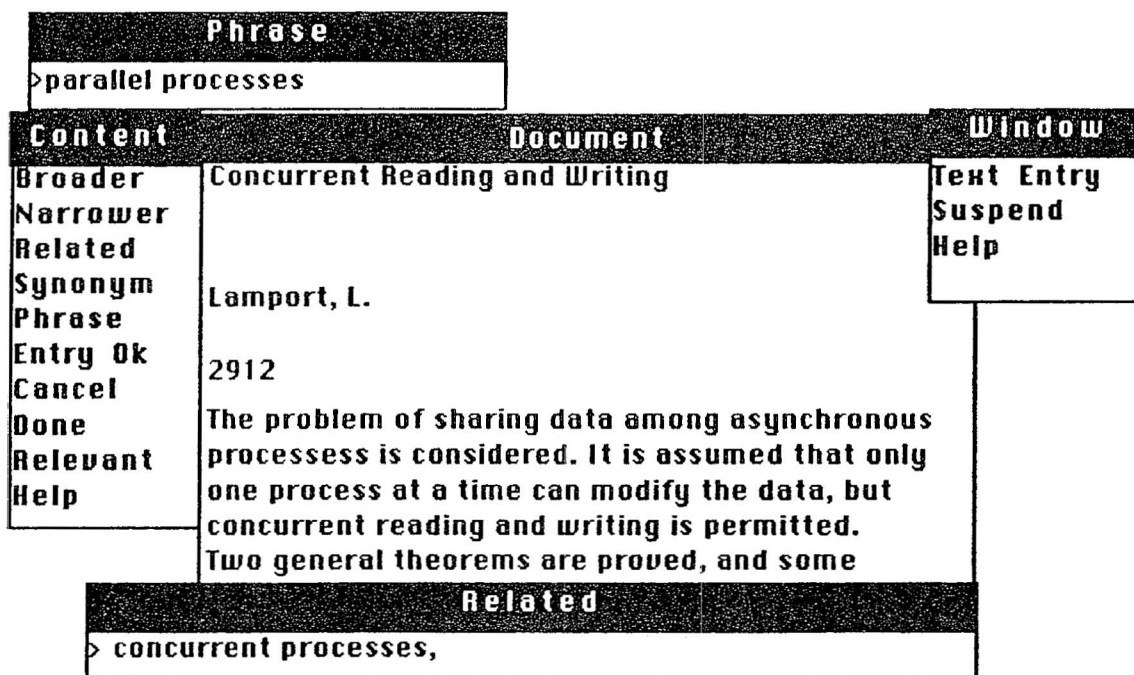 Phrase
>parallel processes
Content
Broader
Narrower
Related
Synonym
Phrase
Entry Ok
Cancel
Done
Relevant
Help
Document
Concurrent Reading and Writing
Lamport, L.
2912
The problem of sharing data among asynchronous
processess is considered. It is assumed that only
one process at a time can modify the data, but
concurrent reading and writing is permitted.
Two general theorems are proved, and some
Window
Text Entry
Suspend
Help
Related
> concurrent processes,